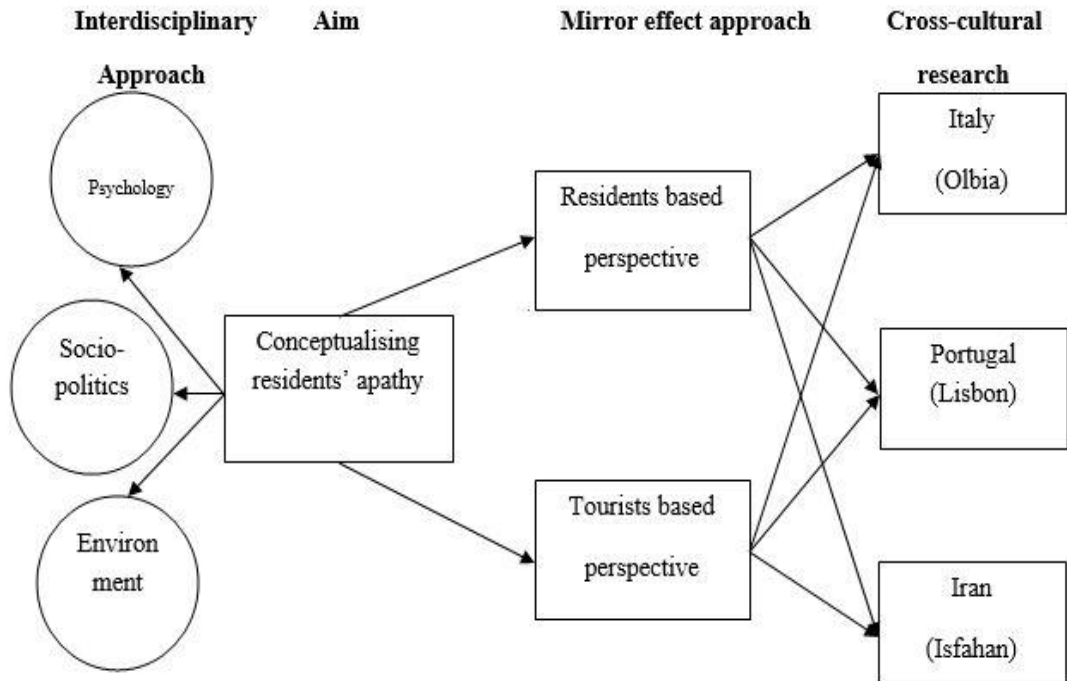 Interdisciplinary
Approach
Aim
Mirror effect approach
Cross-cultural
research
Psychology
Socio-
politics
Environ
ment
Conceptualising
residents’ apathy
Residents based
perspective
Tourists based
perspective
Italy
(Olbia)
Portugal
(Lisbon)
Iran
(Isfahan)